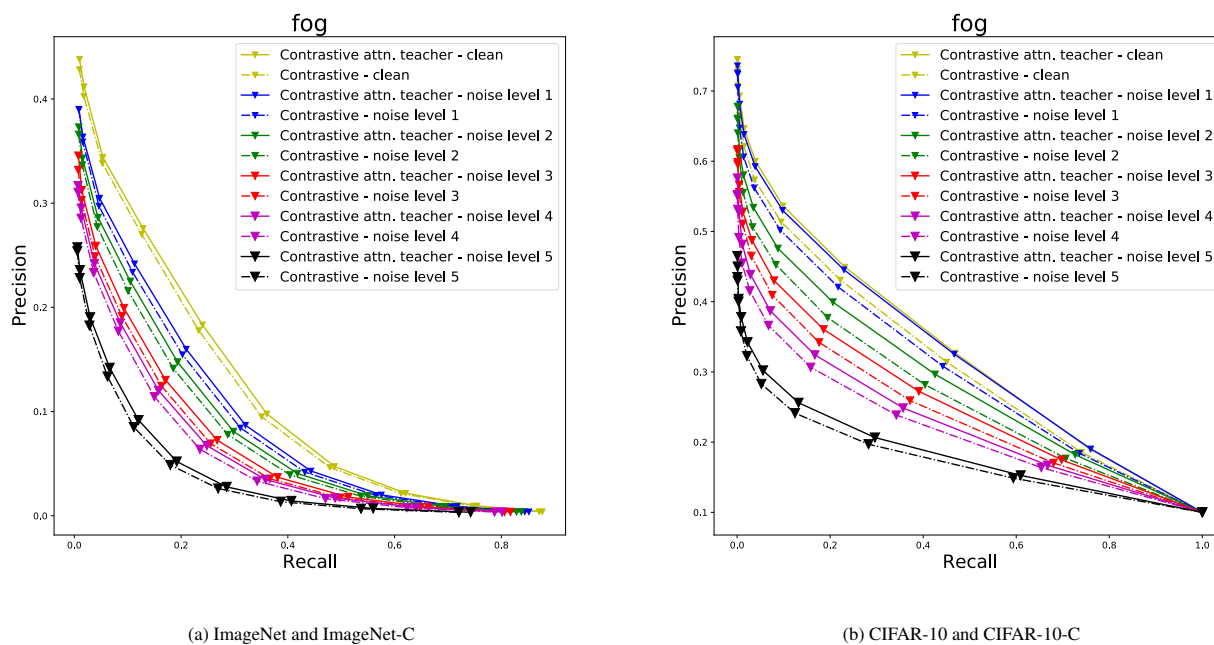 fog
Precision
0.4
0.3
0.2
0.1
0.0
Contrastive attn. teacher - clean
Contrastive - clean
Contrastive attn. teacher - noise level 1
Contrastive - noise level 1
Contrastive attn. teacher - noise level 2
Contrastive - noise level 2
Contrastive attn. teacher - noise level 3
Contrastive - noise level 3
Contrastive attn. teacher - noise level 4
Contrastive - noise level 4
Contrastive attn. teacher - noise level 5
Contrastive - noise level 5
0.0 0.2 0.4 0.6 0.8
Recall
(a) ImageNet and ImageNet-C
fog
Precision
0.7
0.6
0.5
0.4
0.3
0.2
0.1
Contrastive attn. teacher - clean
Contrastive - clean
Contrastive attn. teacher - noise level 1
Contrastive - noise level 1
Contrastive attn. teacher - noise level 2
Contrastive - noise level 2
Contrastive attn. teacher - noise level 3
Contrastive - noise level 3
Contrastive attn. teacher - noise level 4
Contrastive - noise level 4
Contrastive attn. teacher - noise level 5
Contrastive - noise level 5
0.0 0.2 0.4 0.6 0.8 1.0
Recall
(b) CIFAR-10 and CIFAR-10-C